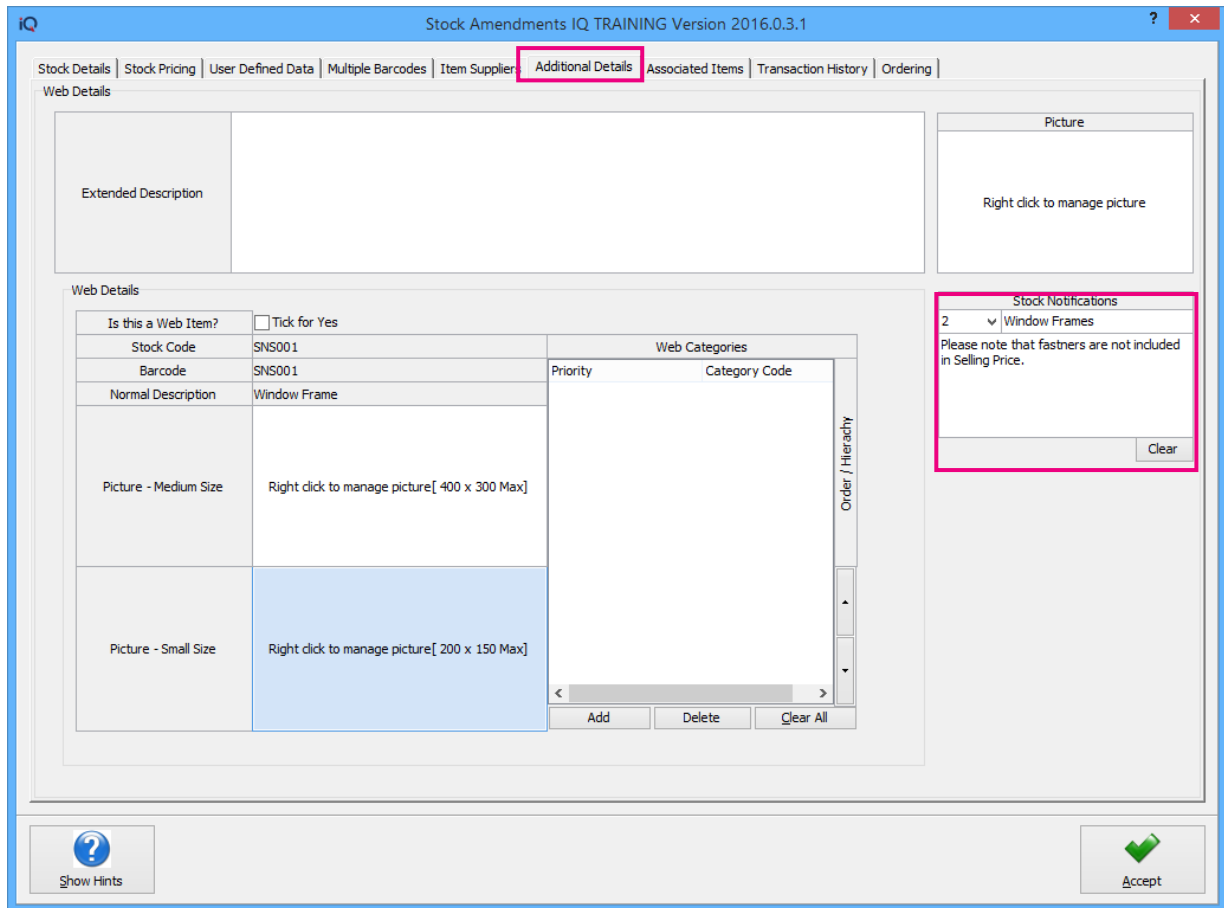 iQ
Stock Amendments IQ TRAINING Version 2016.0.3.1
?
Stock Details
Stock Pricing
User Defined Data
Multiple Barcodes
Item Suppliers
Additional Details
Associated Items
Transaction History
Ordering
Web Details
Extended Description
Picture
Right click to manage picture
Web Details
Is this a Web Item?
Tick for Yes
Stock Code
SNS001
Web Categories
Barcode
SNS001
Priority
Category Code
Normal Description
Window Frame
Picture - Medium Size
Right click to manage picture[ 400 x 300 Max]
Order / Hierachy
Picture - Small Size
Right click to manage picture[ 200 x 150 Max]
Add
Delete
Clear All
Stock Notifications
2
Window Frames
Please note that fastners are not included
in Selling Price.
Clear
?
Show Hints
Accept